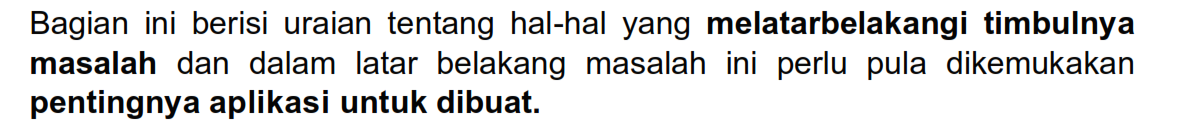 Bagian ini berisi uraian tentang hal-hal yang melatarbelakangi timbulnya
masalah dan dalam latar belakang masalah ini perlu pula dikemukakan
pentingnya aplikasi untuk dibuat.